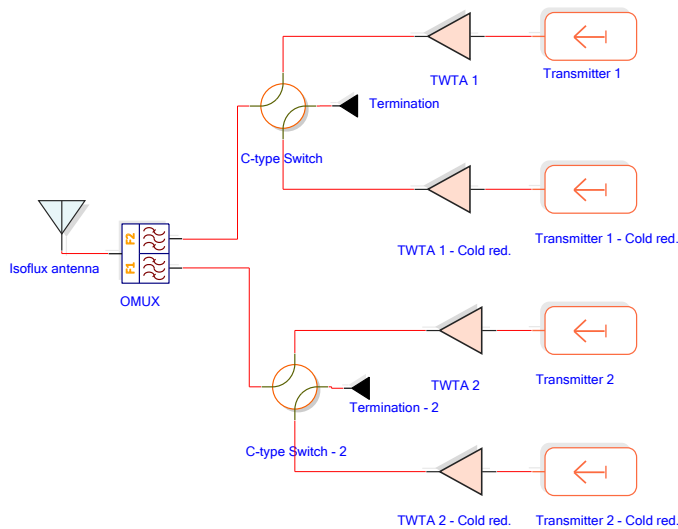 TWTA 1
Transmitter 1
Termination
C-type Switch
TWTA 1 - Cold red.
Transmitter 1 - Cold red.
Isoflux antenna
F2
F1
OMUX
TWTA 2
Transmitter 2
Termination - 2
C-type Switch - 2
TWTA 2 - Cold red.
Transmitter 2 - Cold red.